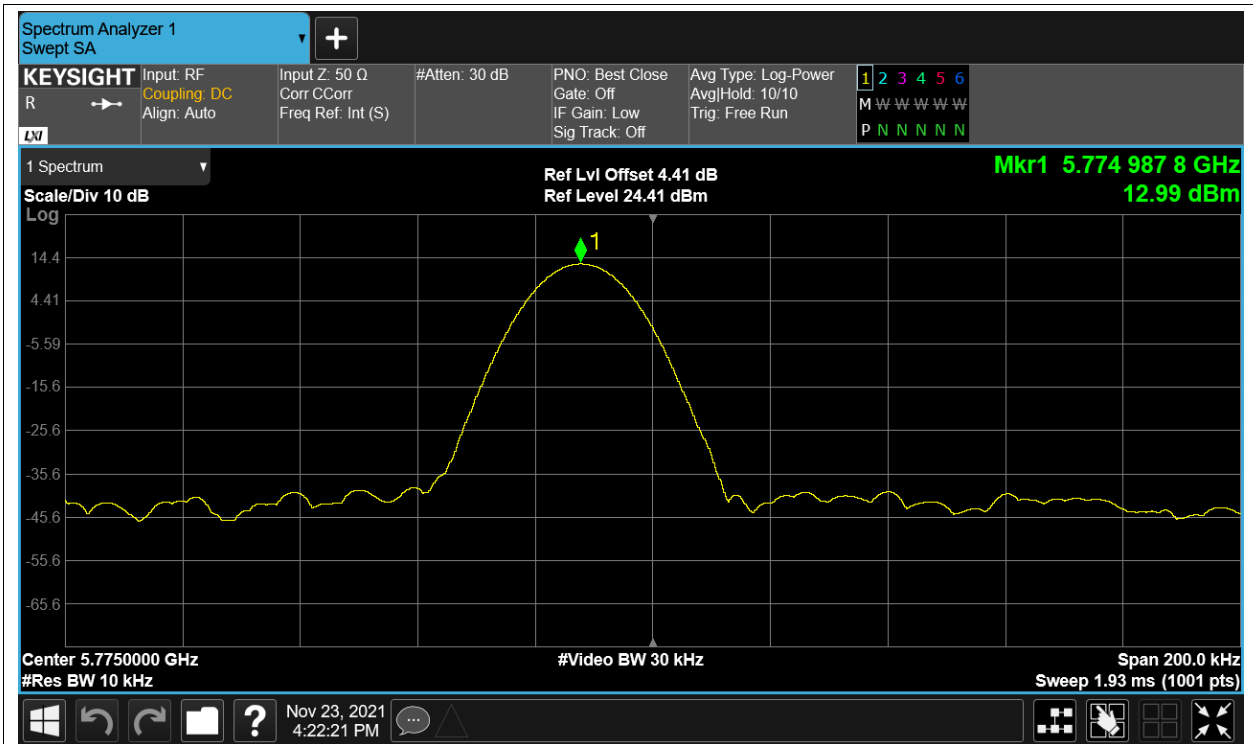 Spectrum Analyzer 1
Swept SA
+
KEYSIGHT
R
LXI
Input: RF
Coupling: DC
Align: Auto
Input Z: 50 Ω
Corr CCorr
Freq Ref: Int (S)
#Atten: 30 dB
PNO: Best Close
Gate: Off
IF Gain: Low
Sig Track: Off
Avg Type: Log-Power
Avg|Hold: 10/10
Trig: Free Run
1 2 3 4 5 6
M W W W W W
P N N N N N
1 Spectrum
Scale/Div 10 dB
Log
Ref Lvl Offset 4.41 dB
Ref Level 24.41 dBm
Mkr1 5.774 987 8 GHz
12.99 dBm
1
14.4
4.41
-5.59
-15.6
-25.6
-35.6
-45.6
-55.6
-65.6
Center 5.7750000 GHz
#Video BW 30 kHz
Span 200.0 kHz
#Res BW 10 kHz
Sweep 1.93 ms (1001 pts)
?
Nov 23, 2021
4:22:21 PM